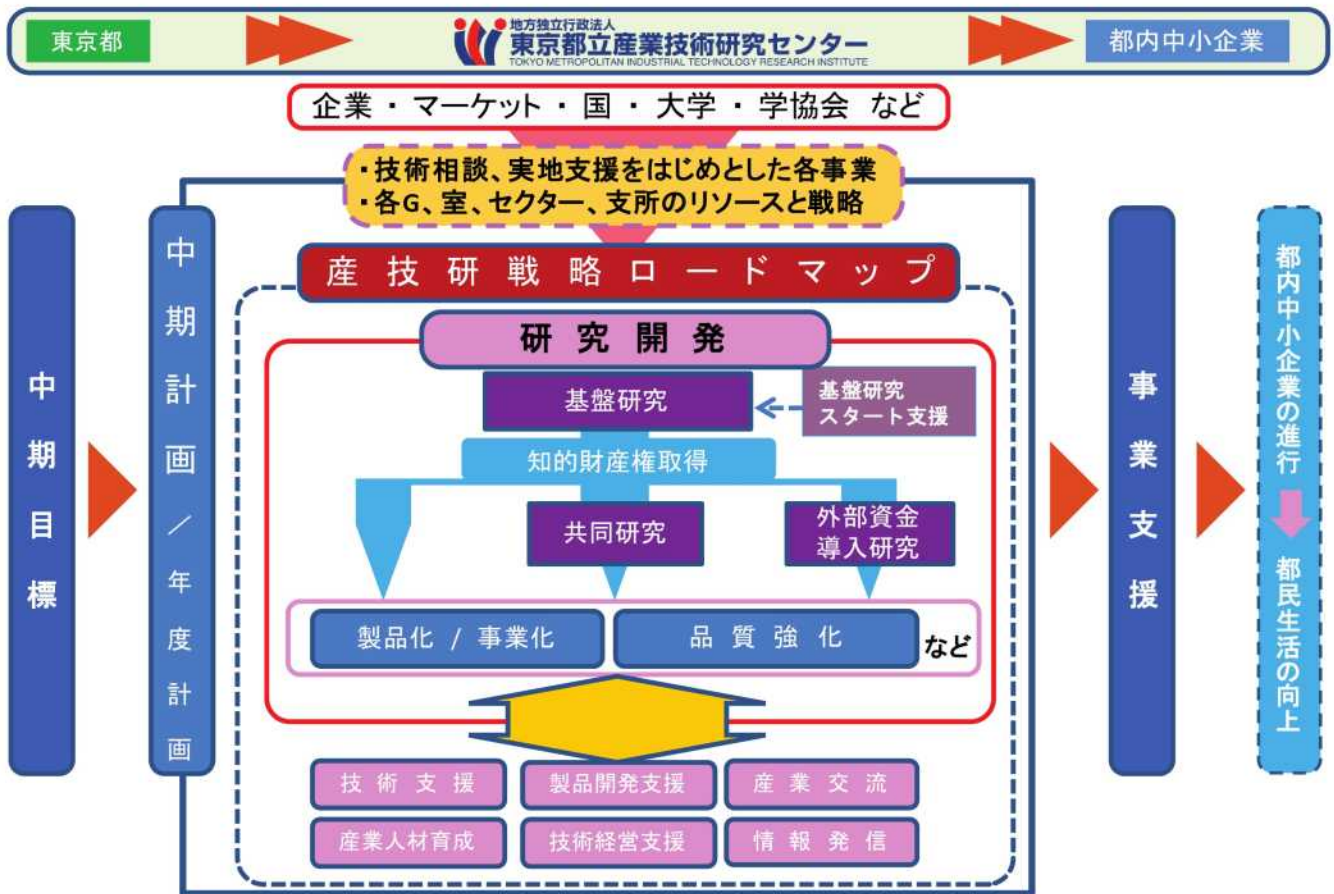 東京都
地方独立行政法人
東京都立産業技術研究センター
TOKYO METROPOLITAN INDUSTRIAL TECHNOLOGY RESEARCH INSTITUTE
都内中小企業
企業・マーケット・国・大学・学協会 など
・技術相談、実地支援をはじめとした各事業
・各G、室、セクター、支所のリソースと戦略
産技研戦略ロードマップ
中期目標
中期計画／年度計画
研究開発
基盤研究
基盤研究
スタート支援
知的財産権取得
共同研究
外部資金
導入研究
製品化 / 事業化
品質強化
など
技術支援
製品開発支援
産業交流
産業人材育成
技術経営支援
情報発信
事業支援
都内中小企業の進行
都民生活の向上